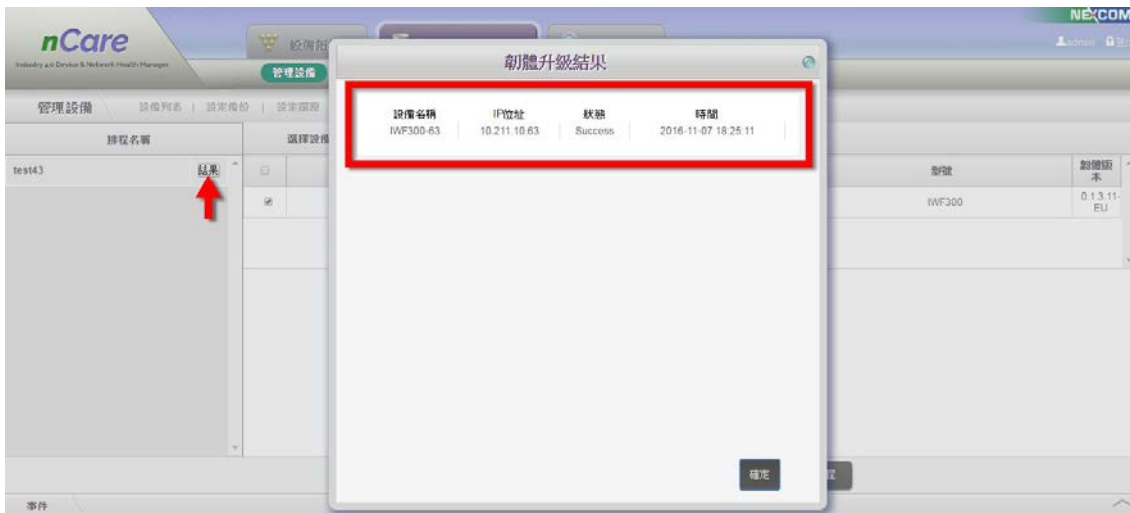 NEXCOM
nCare
Industry 4.0 Device & Network Health Manager
admin
管理設備
韌體升級結果
管理設備
設備列表 | 設定備份 | 設定還原
排程名稱
選擇設備
設備名稱 IP位址 狀態 時間
IWF300-63 10.211.10.63 Success 2016-11-07 18:25:11
test43 結果
型號 韌體版本
IWF300 0.1.3.11-EU
確定
事件